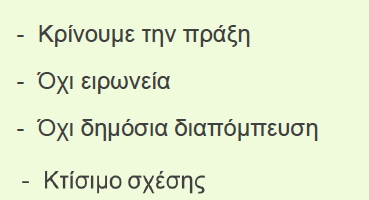 - Κρίνουμε την πράξη
- Όχι ειρωνεία
- Όχι δημόσια διαπόμπευση
- Κτίσιμο σχέσης